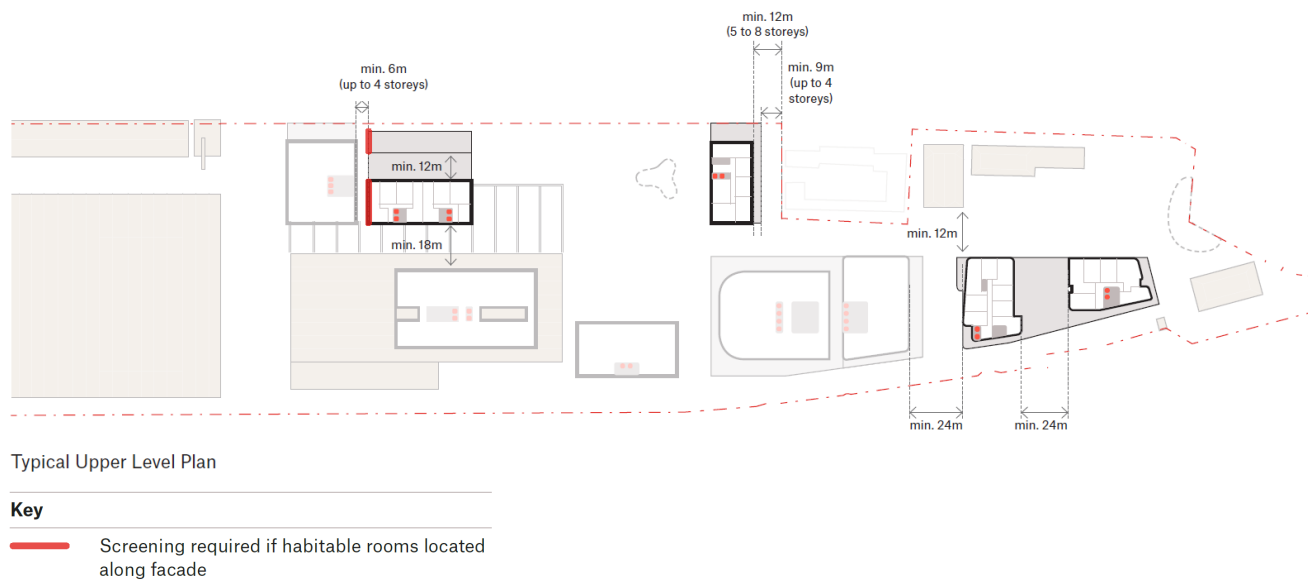 min. 12m
(5 to 8 storeys)
min. 6m
(up to 4 storeys)
min. 9m
(up to 4
storeys)
min. 12m
min. 18m
min. 12m
min. 24m
min. 24m
Typical Upper Level Plan
Key
Screening required if habitable rooms located
along facade